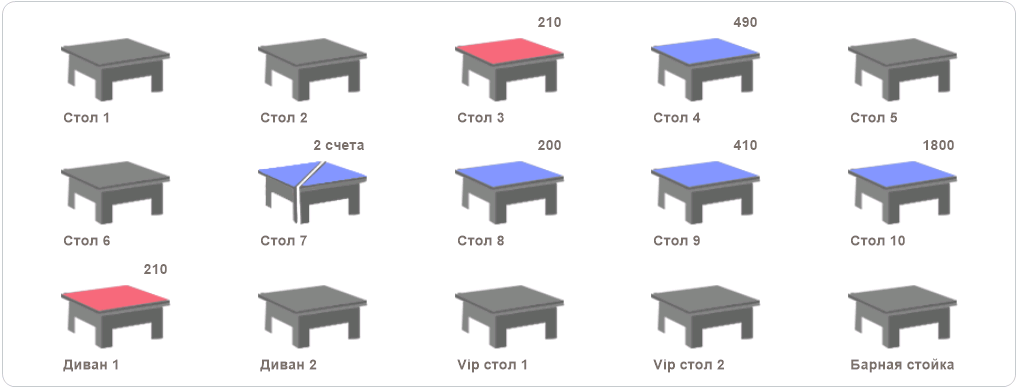 210 490
Стол 1 Стол 2 Стол 3 Стол 4 Стол 5
2 счета 200 410 1800
Стол 6 Стол 7 Стол 8 Стол 9 Стол 10
210
Диван 1 Диван 2 Vip стол 1 Vip стол 2 Барная стойка